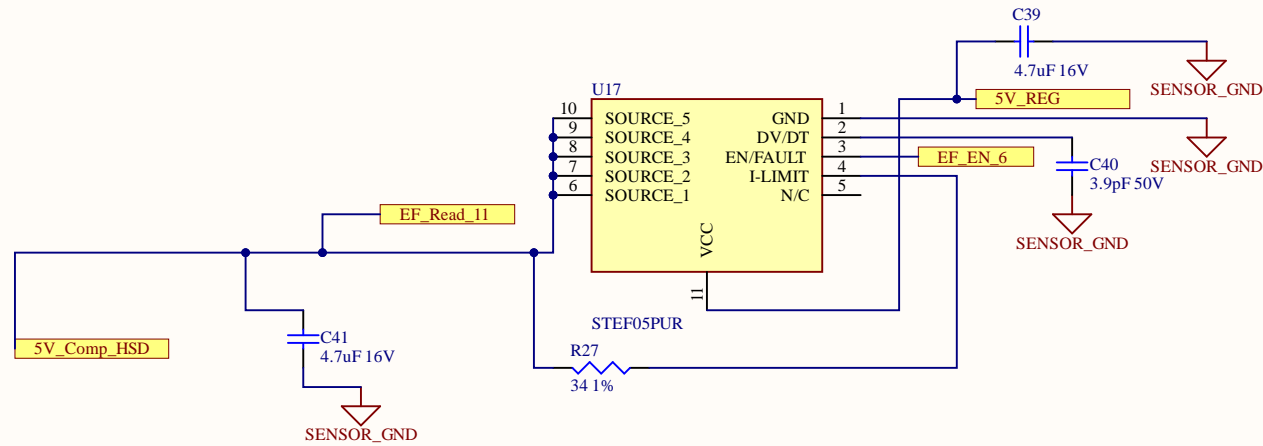 C39
4.7uF 16V
SENSOR_GND
5V_REG
U17
10 SOURCE_5 GND 1
9 SOURCE_4 DV/DT 2
8 SOURCE_3 EN/FAULT 3
7 SOURCE_2 I-LIMIT 4
6 SOURCE_1 N/C 5
VCC
11
SENSOR_GND
EF_EN_6
C40
3.9pF 50V
SENSOR_GND
EF_Read_11
STEF05PUR
5V_Comp_HSD
C41
4.7uF 16V
SENSOR_GND
R27
34 1%